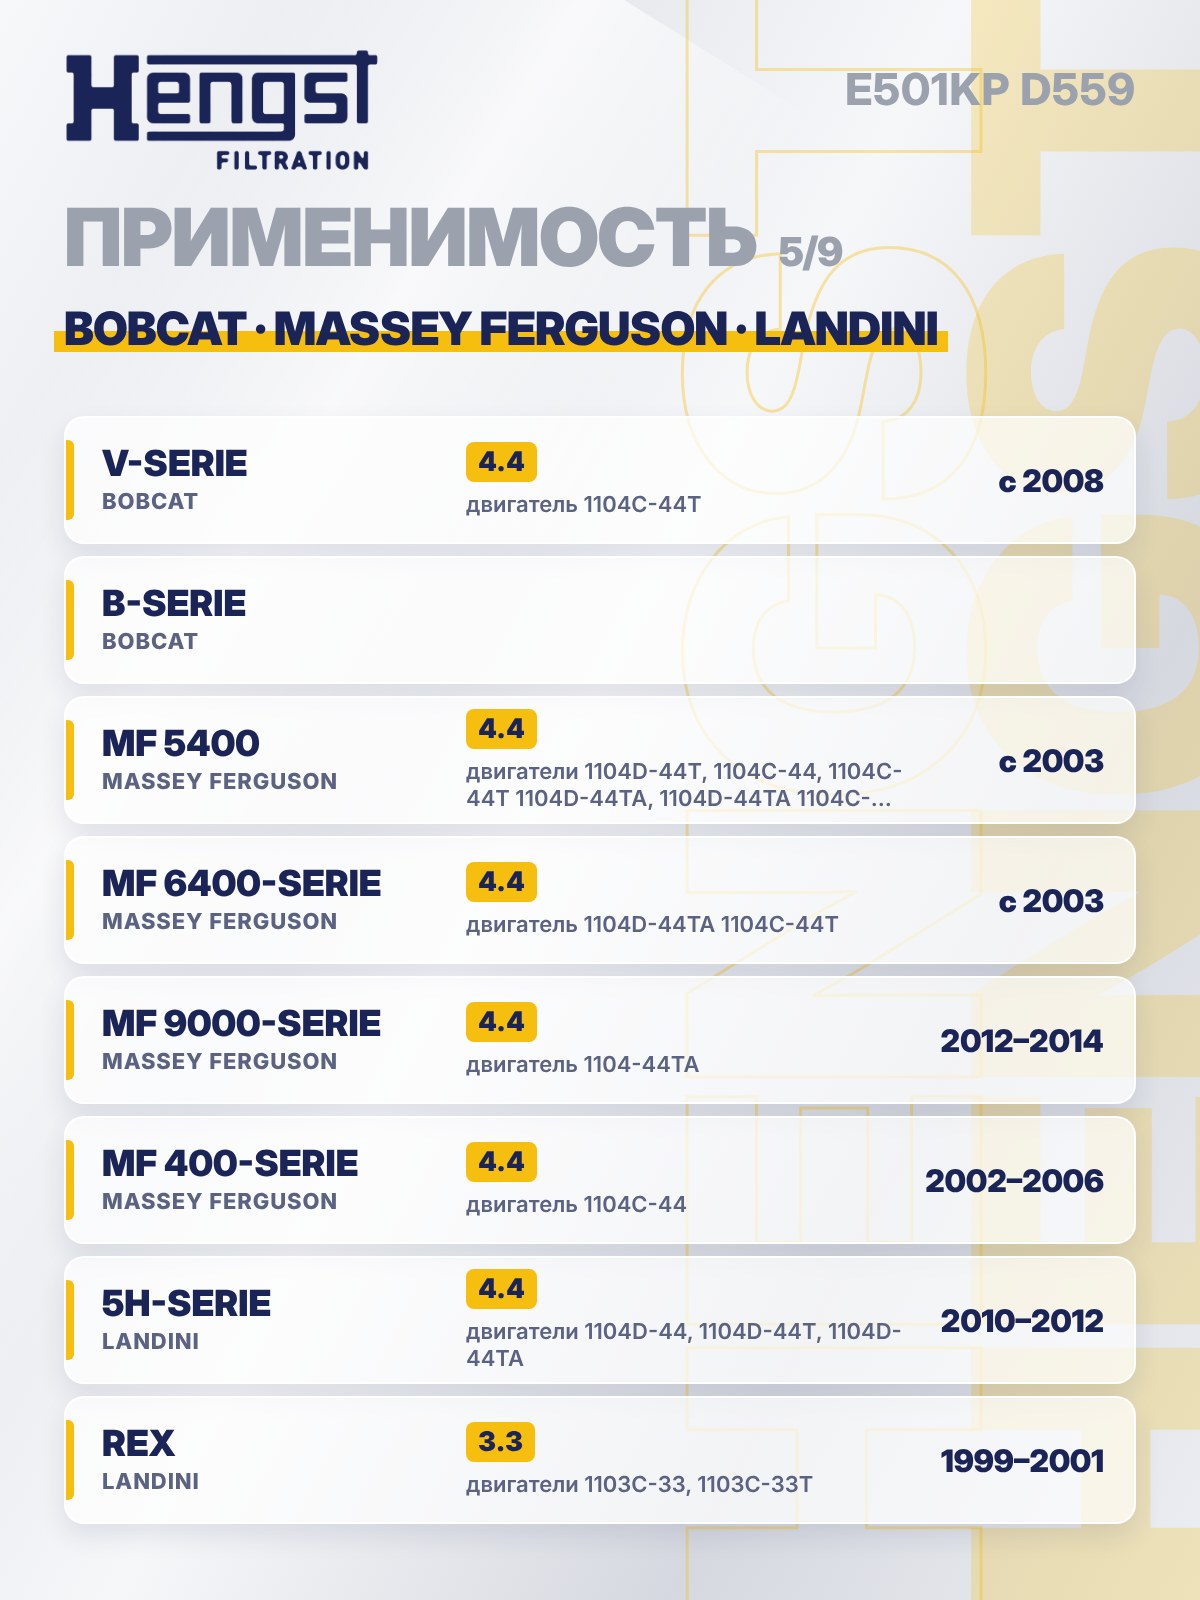 Hengst
FILTRATION
E501KP D559
ПРИМЕНИМОСТЬ 5/9
BOBCAT · MASSEY FERGUSON · LANDINI
V-SERIE
BOBCAT
4.4
двигатель 1104C-44T
с 2008
B-SERIE
BOBCAT
MF 5400
MASSEY FERGUSON
4.4
двигатели 1104D-44T, 1104C-44, 1104C-
44T 1104D-44TA, 1104D-44TA 1104C-...
с 2003
MF 6400-SERIE
MASSEY FERGUSON
4.4
двигатель 1104D-44TA 1104C-44T
с 2003
MF 9000-SERIE
MASSEY FERGUSON
4.4
двигатель 1104-44TA
2012–2014
MF 400-SERIE
MASSEY FERGUSON
4.4
двигатель 1104C-44
2002–2006
5H-SERIE
LANDINI
4.4
двигатели 1104D-44, 1104D-44T, 1104D-
44TA
2010–2012
REX
LANDINI
3.3
двигатели 1103C-33, 1103C-33T
1999–2001
HENGST
HENGST